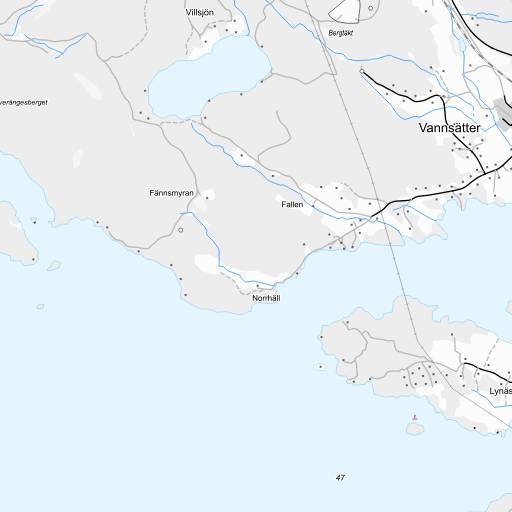 Villsjön
Bergtäkt
verängesberget
Vannsätter
Fännsmyran
Fallen
Norrhäll
Lynäs
47